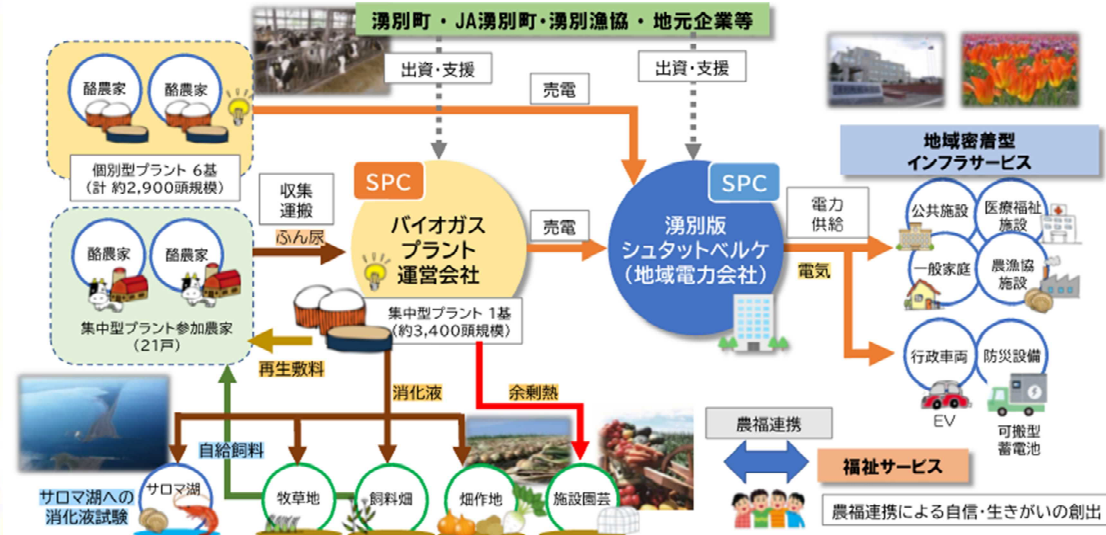 湧別町・JA湧別町・湧別漁協・地元企業等
出資・支援
出資・支援
酪農家
酪農家
個別型プラント 6基
(計 約2,900頭規模)
売電
SPC
バイオガス
プラント
運営会社
集中型プラント 1基
(約3,400頭規模)
収集
運搬
ふん尿
酪農家
酪農家
集中型プラント参加農家
(21戸)
売電
SPC
湧別版
シュタットベルケ
(地域電力会社)
電力
供給
電気
地域密着型
インフラサービス
公共施設
医療福祉
施設
一般家庭
農漁協
施設
行政車両
防災設備
EV
可搬型
蓄電池
再生敷料
消化液
余剰熱
自給飼料
サロマ湖への
消化液試験
サロマ湖
牧草地
飼料畑
畑作地
施設園芸
農福連携
福祉サービス
農福連携による自信・生きがいの創出